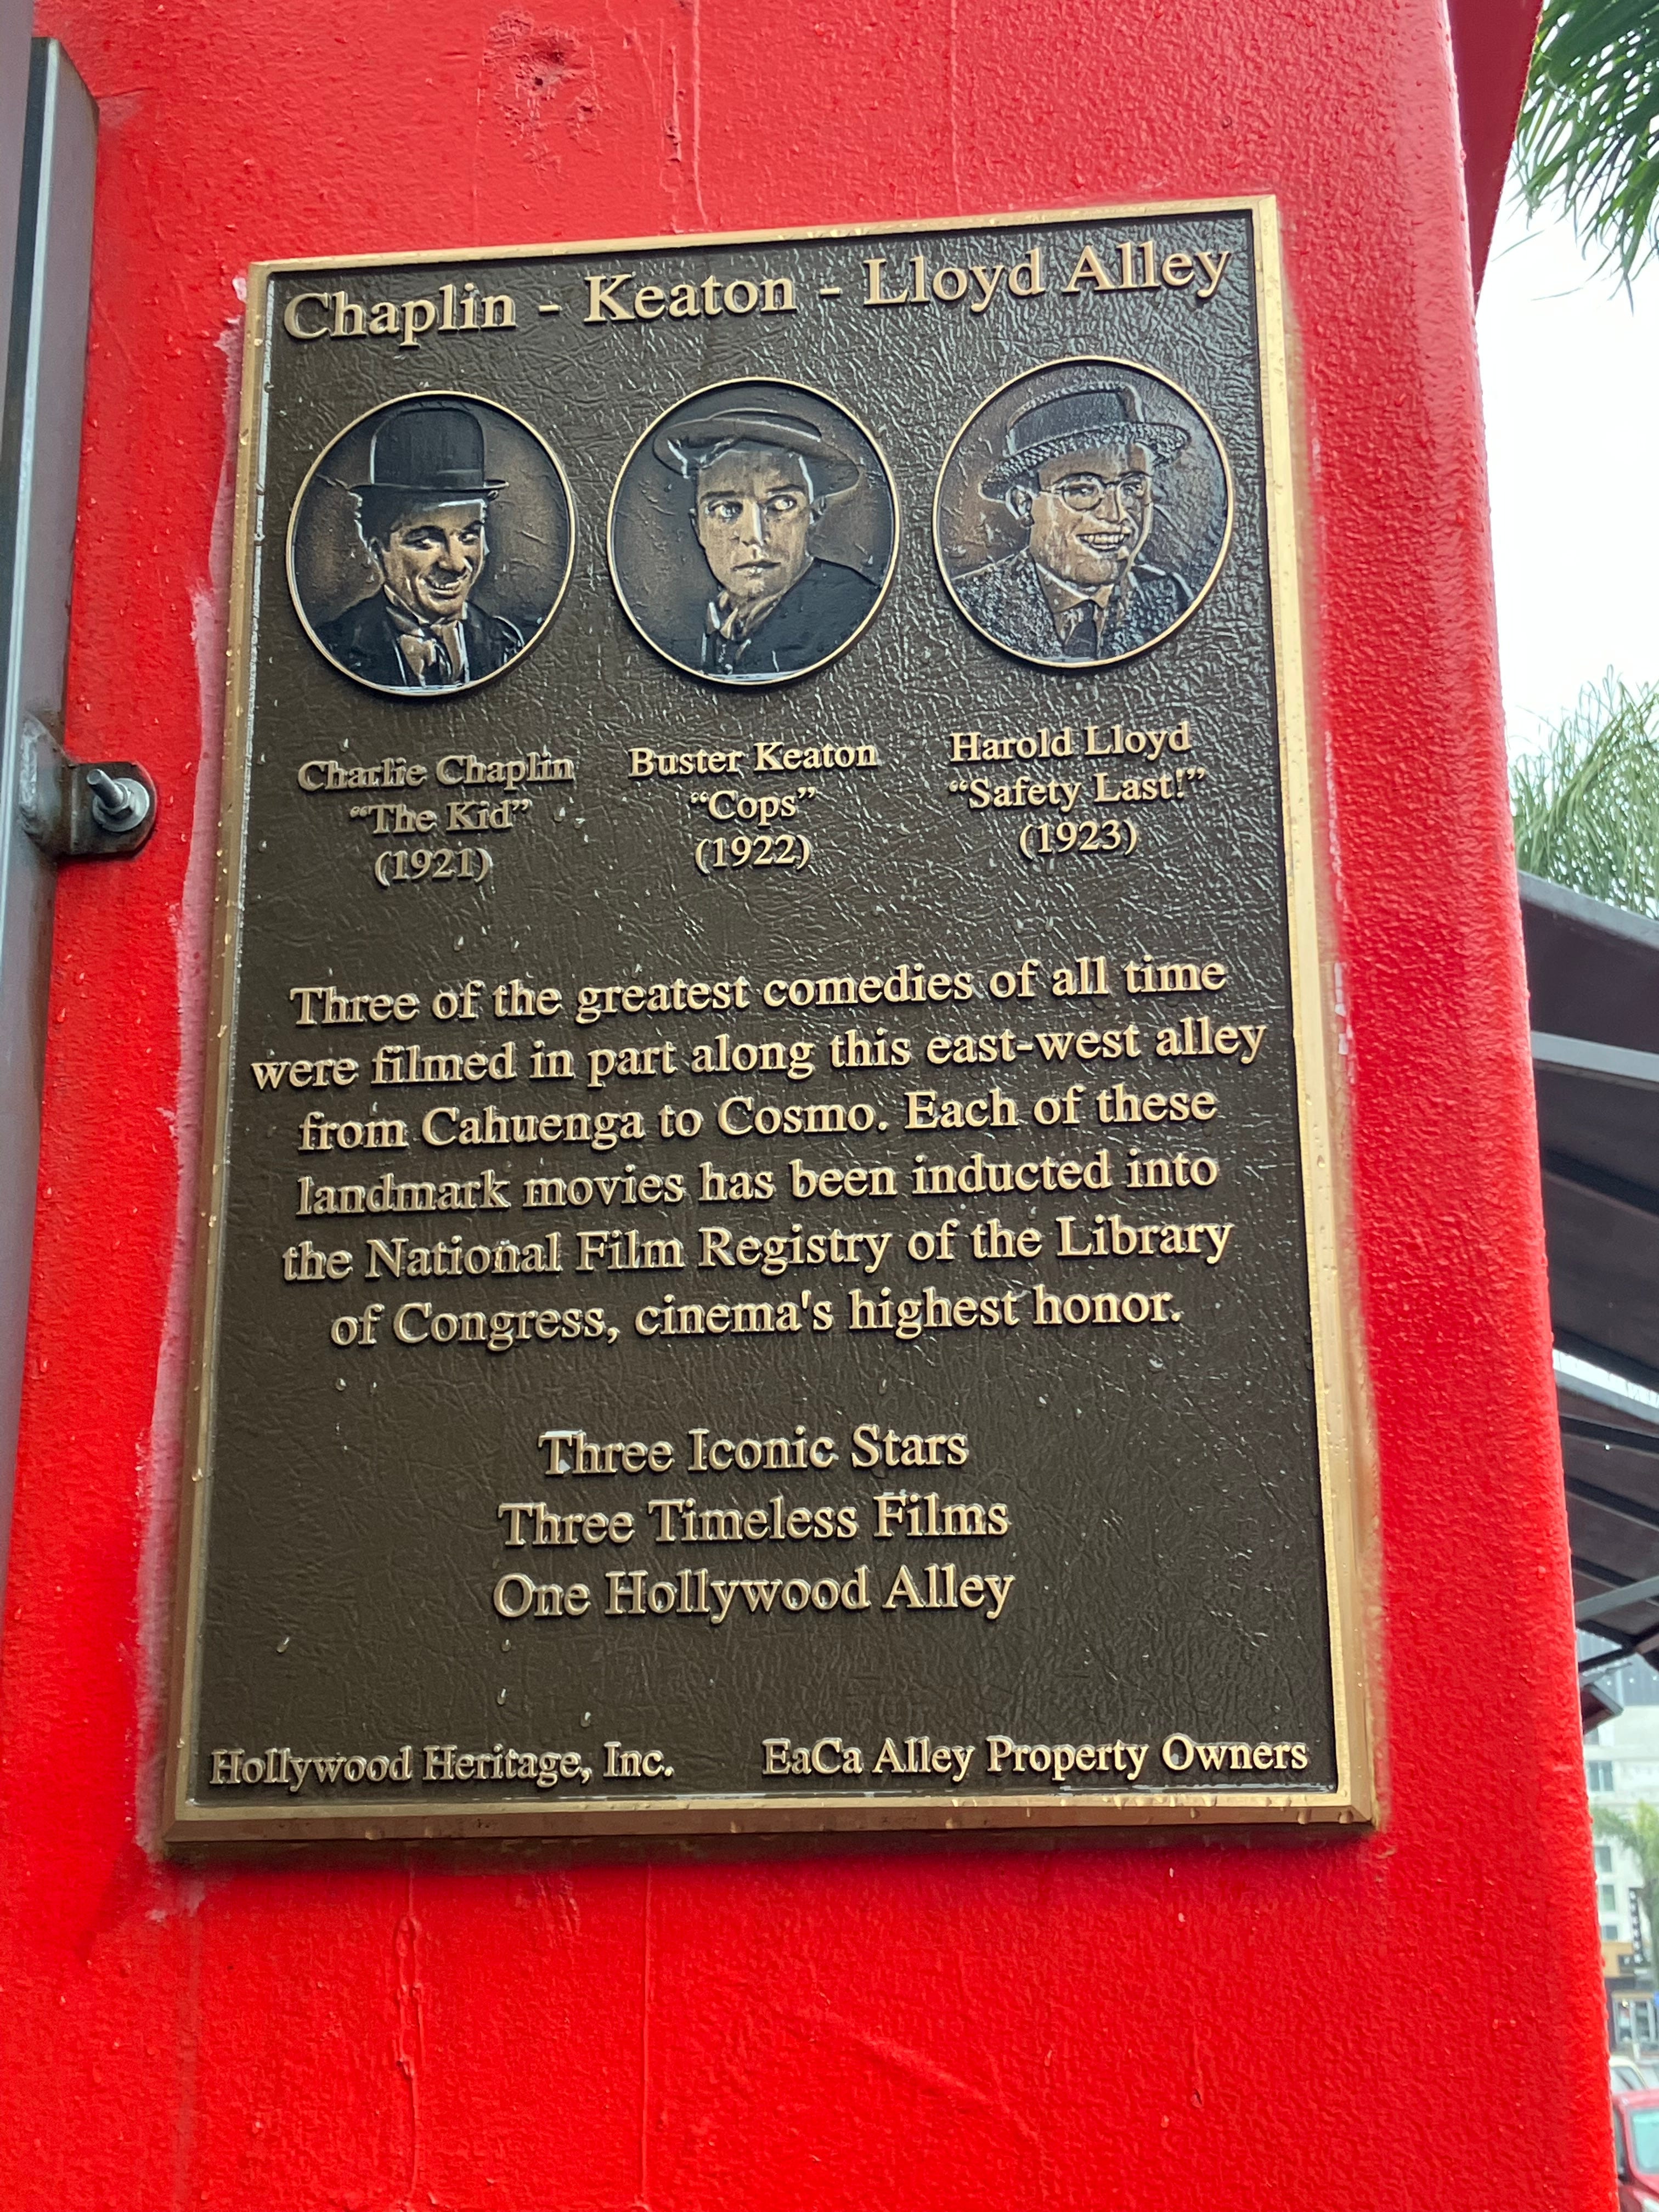 Chaplin - Keaton - Lloyd Alley
Charlie Chaplin
“The Kid”
(1921)
Buster Keaton
“Cops”
(1922)
Harold Lloyd
“Safety Last!”
(1923)
Three of the greatest comedies of all time
were filmed in part along this east-west alley
from Cahuenga to Cosmo. Each of these
landmark movies has been inducted into
the National Film Registry of the Library
of Congress, cinema's highest honor.
Three Iconic Stars
Three Timeless Films
One Hollywood Alley
Hollywood Heritage, Inc.
EaCa Alley Property Owners